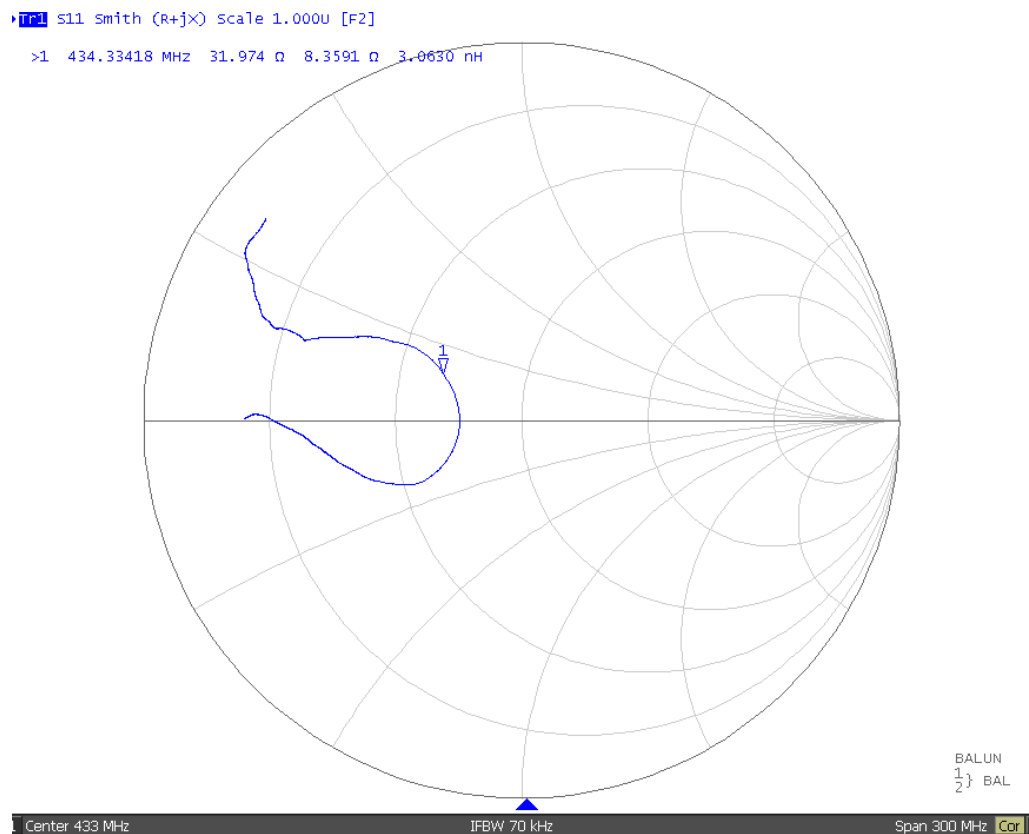 Tr1 S11 Smith (R+jX) Scale 1.000U [F2]
>1 434.33418 MHz 31.974 Ω 8.3591 Ω 3.0630 nH
1
BALUN
1
2} BAL
1 Center 433 MHz IFBW 70 kHz Span 300 MHz Cor